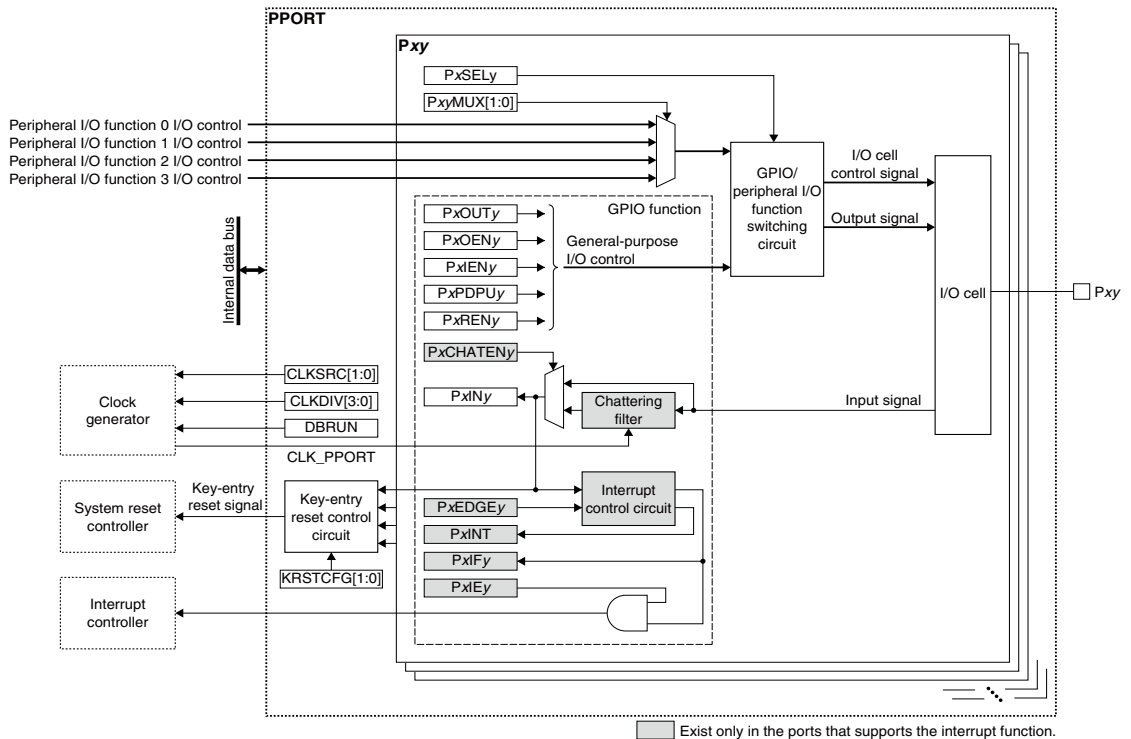 PPORT
Pxy
PxSELy
PxyMUX[1:0]
Peripheral I/O function 0 I/O control
Peripheral I/O function 1 I/O control
Peripheral I/O function 2 I/O control
Peripheral I/O function 3 I/O control
GPIO/
peripheral I/O
function
switching
circuit
I/O cell
control signal
Output signal
I/O cell
Pxy
GPIO function
PxOUTy
PxOENy
PxIENy
PxPDPUy
PxRENy
General-purpose
I/O control
Internal data bus
PxCHATENy
PxINy
Chattering
filter
Input signal
Clock
generator
CLKSRC[1:0]
CLKDIV[3:0]
DBRUN
CLK_PPORT
System reset
controller
Key-entry
reset signal
Key-entry
reset control
circuit
KRSTCFG[1:0]
PxEDGEy
PxINT
PxIFy
PxIEy
Interrupt
control circuit
Interrupt
controller
Exist only in the ports that supports the interrupt function.